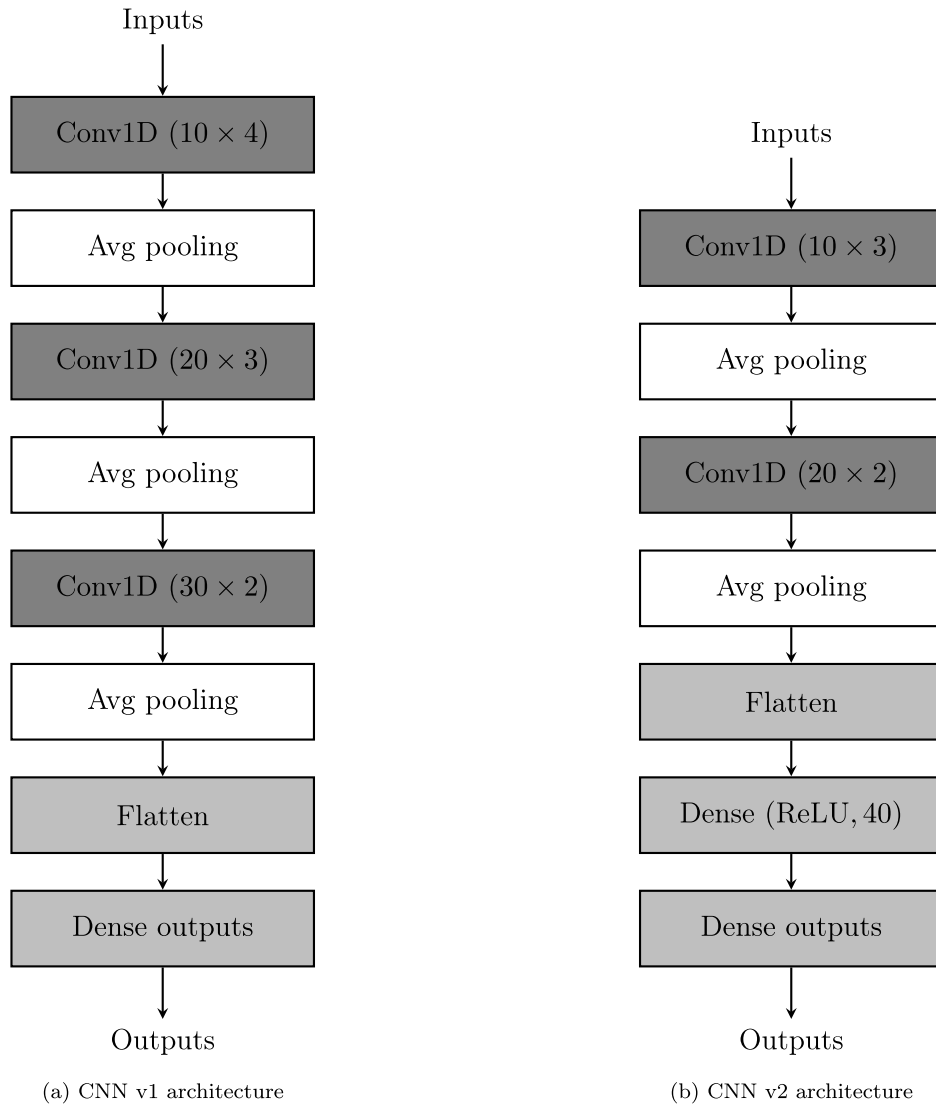 Inputs
Conv1D (10 × 4)
Avg pooling
Conv1D (20 × 3)
Avg pooling
Conv1D (30 × 2)
Avg pooling
Flatten
Dense outputs
Outputs
(a) CNN v1 architecture
Inputs
Conv1D (10 × 3)
Avg pooling
Conv1D (20 × 2)
Avg pooling
Flatten
Dense (ReLU, 40)
Dense outputs
Outputs
(b) CNN v2 architecture